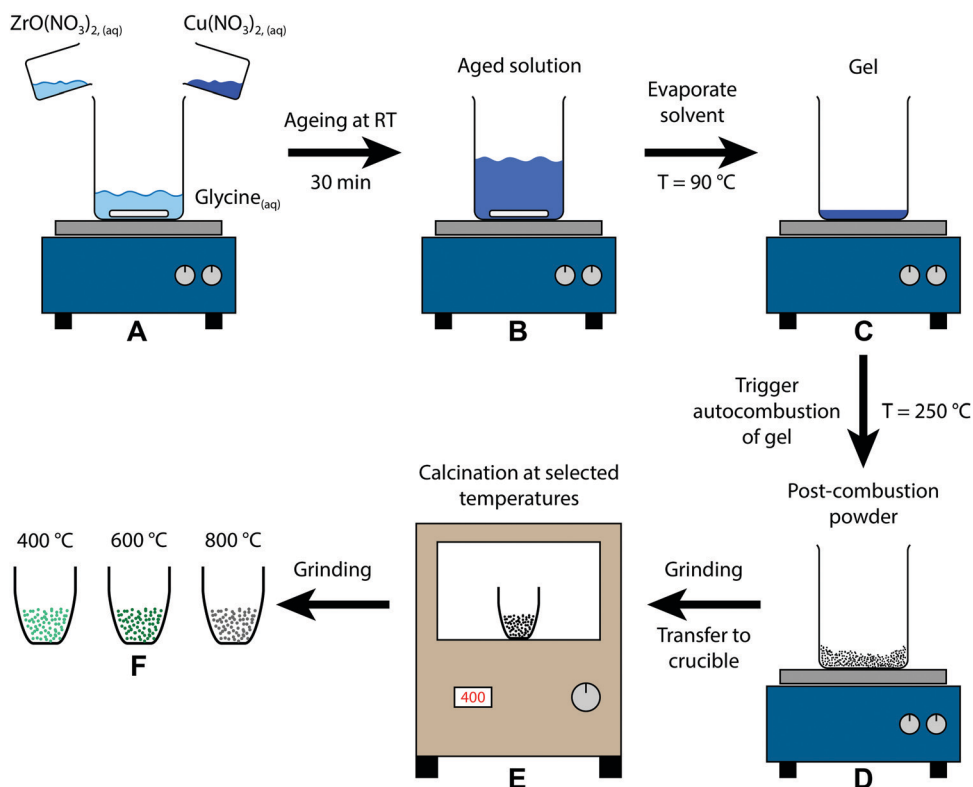 ZrO(NO₃)₂, (aq)
Cu(NO₃)₂, (aq)
Glycine(aq)
A
Ageing at RT
30 min
Aged solution
B
Evaporate
solvent
T = 90 °C
Gel
C
Trigger
autocombustion
of gel
T = 250 °C
Post-combustion
powder
D
Grinding
Transfer to
crucible
Calcination at selected
temperatures
400
E
Grinding
400 °C
600 °C
800 °C
F